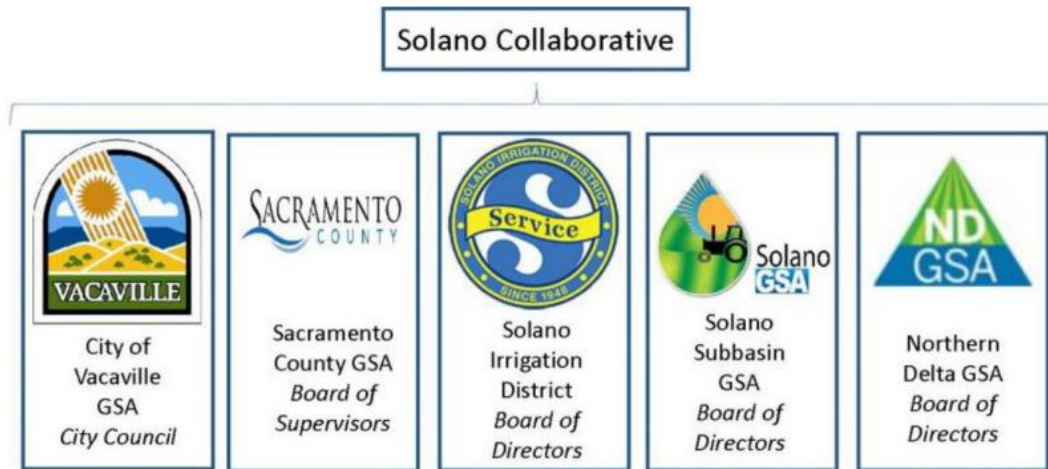 Solano Collaborative
VACAVILLE
City of
Vacaville
GSA
City Council
SACRAMENTO
COUNTY
Sacramento
County GSA
Board of
Supervisors
SOLANO IRRIGATION DISTRICT
Service
SINCE 1948
Solano
Irrigation
District
Board of
Directors
Solano
GSA
Solano
Subbasin
GSA
Board of
Directors
ND
GSA
Northern
Delta GSA
Board of
Directors